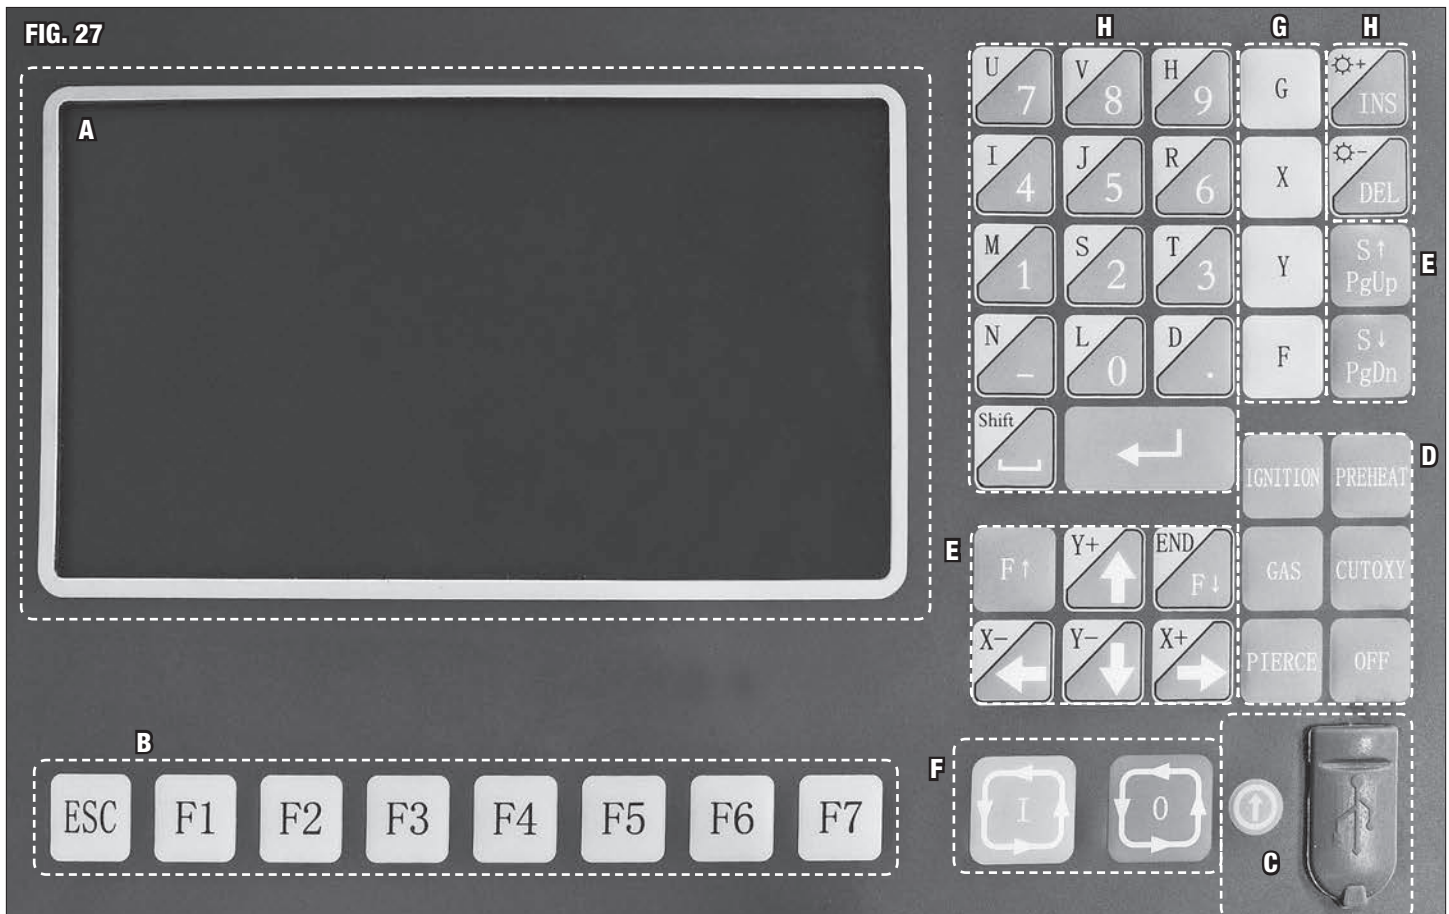 FIG. 27
H G H
A
U 7 V 8 H 9 G ☼+ INS
I 4 J 5 R 6 X ☼- DEL
M 1 S 2 T 3 Y S↑ PgUp
E
N - L 0 D . F S↓ PgDn
Shift
D
IGNITION PREHEAT
E
F↑ Y+ END F↓ GAS CUTOXY
X- Y- X+ PIERCE OFF
B
F
I 0
ESC F1 F2 F3 F4 F5 F6 F7
C